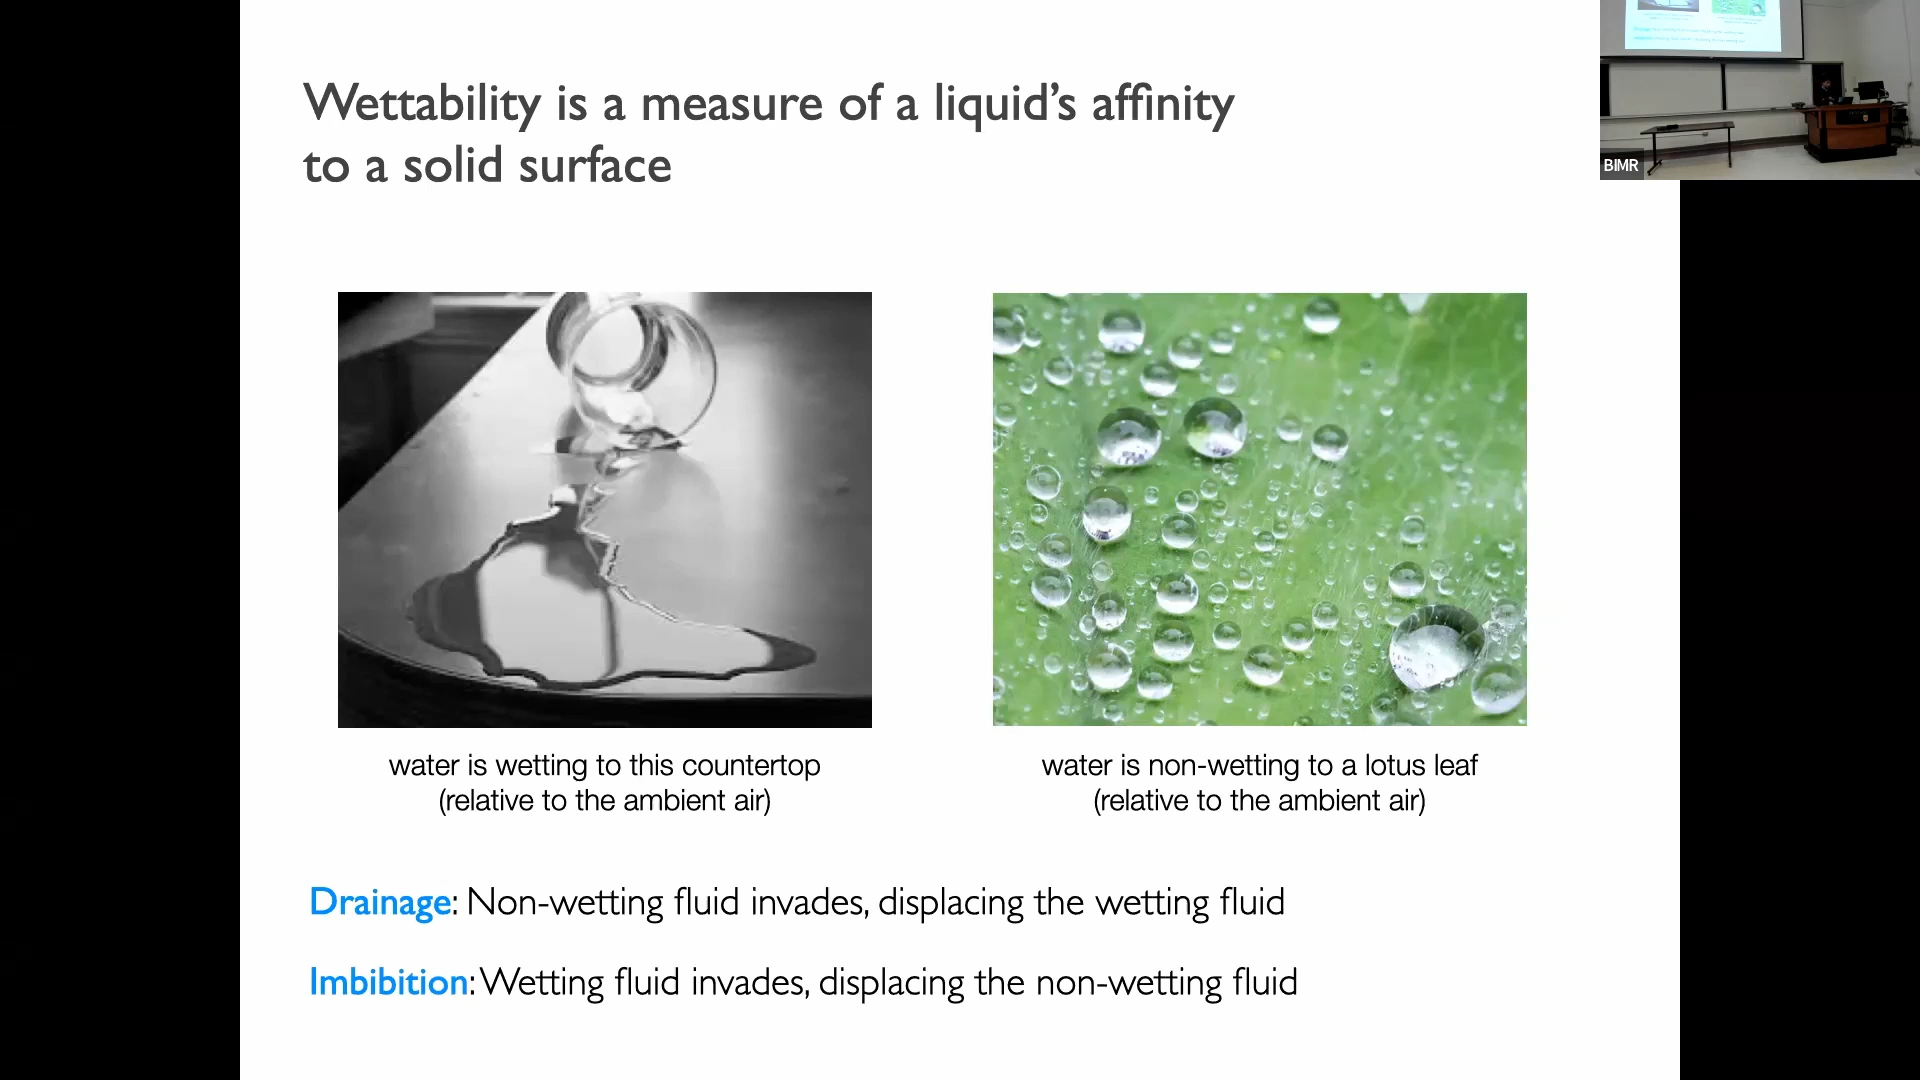 Wettability is a measure of a liquid’s affinity
to a solid surface
BIMR
water is wetting to this countertop
(relative to the ambient air)
water is non-wetting to a lotus leaf
(relative to the ambient air)
Drainage: Non-wetting fluid invades, displacing the wetting fluid
Imbibition: Wetting fluid invades, displacing the non-wetting fluid